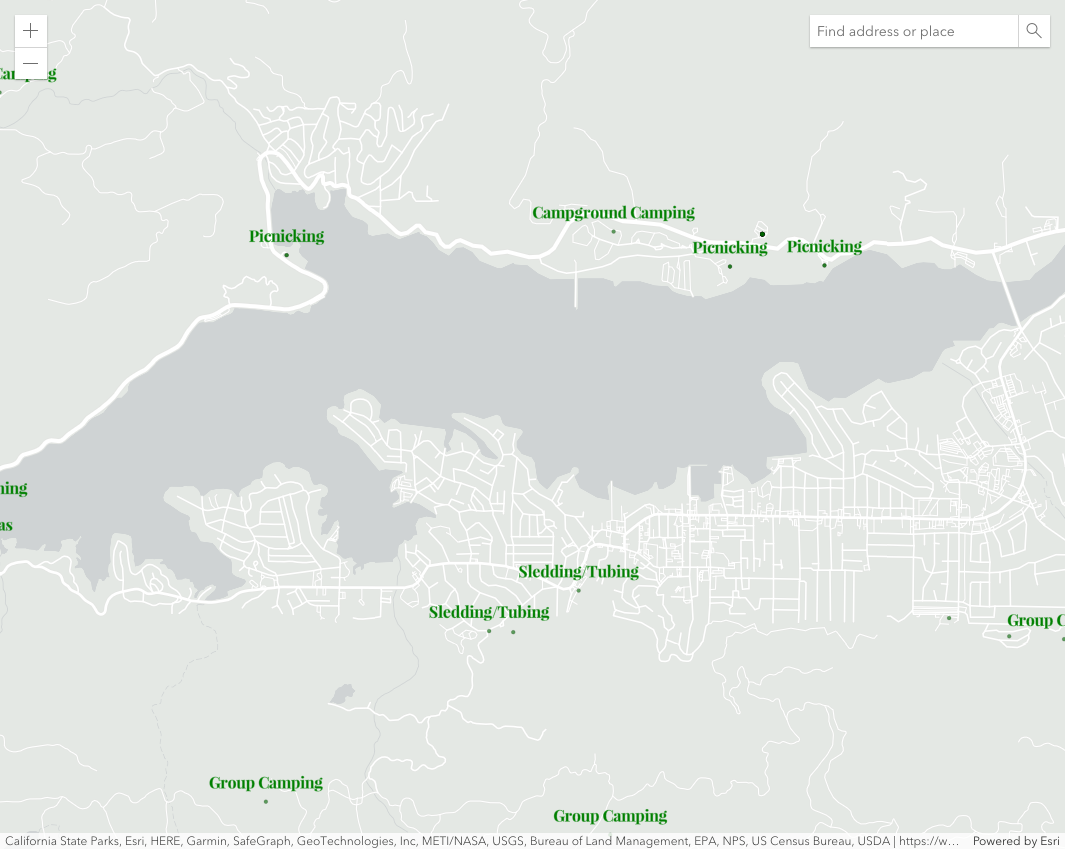 Find address or place
Camping
Campground Camping
Picnicking
Picnicking
Picnicking
Sledding/Tubing
Sledding/Tubing
Group C
Group Camping
Group Camping
California State Parks, Esri, HERE, Garmin, SafeGraph, GeoTechnologies, Inc, METI/NASA, USGS, Bureau of Land Management, EPA, NPS, US Census Bureau, USDA | https://w... Powered by Esri